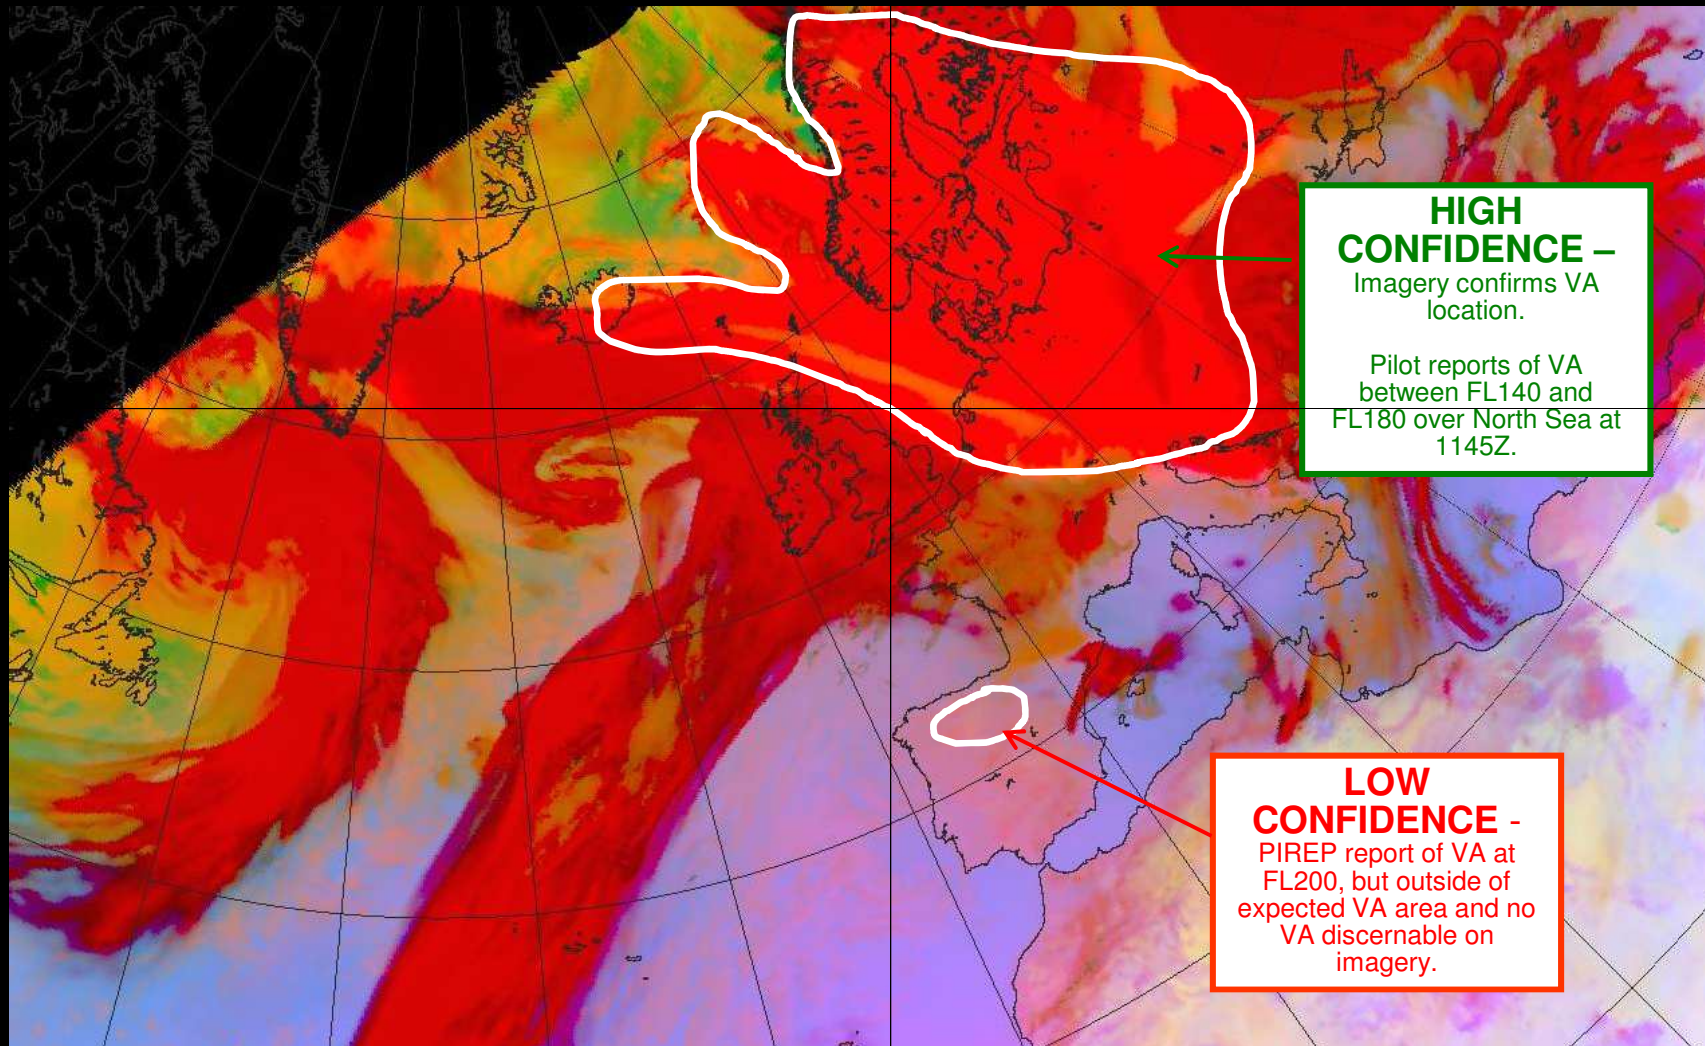 HIGH
CONFIDENCE –
Imagery confirms VA
location.
Pilot reports of VA
between FL140 and
FL180 over North Sea at
1145Z.
LOW
CONFIDENCE -
PIREP report of VA at
FL200, but outside of
expected VA area and no
VA discernable on
imagery.